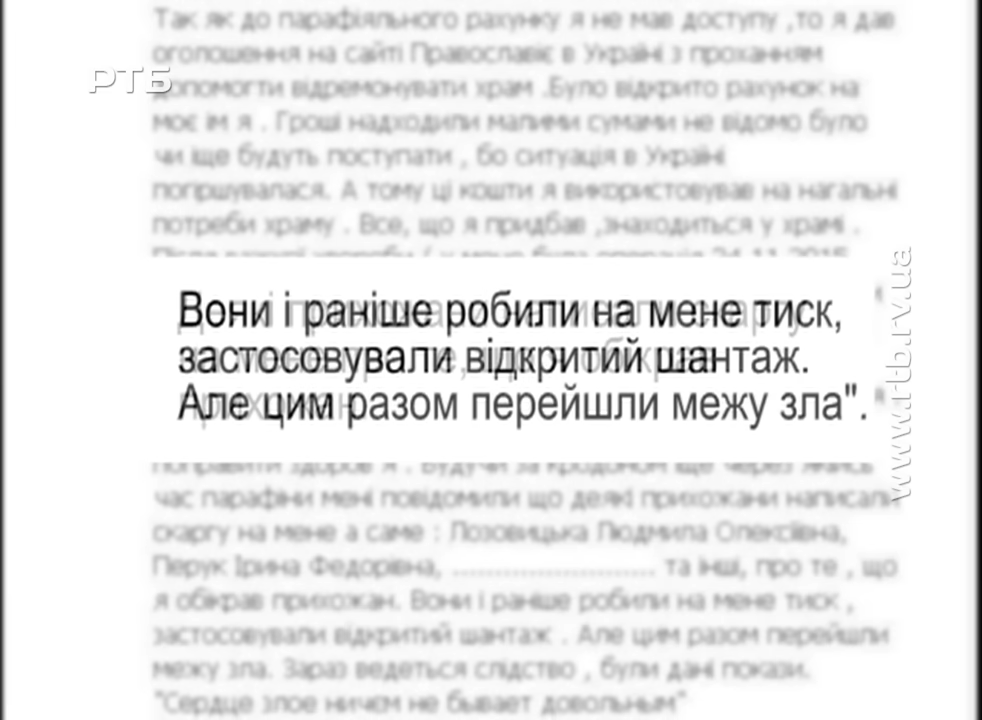 Так як до парафіяльного рахунку я не мав доступу ,то я дав
оголошення на сайті Православіє в Україні з проханням
РТБ
допомогти відремонувати храм .Було відкрито рахунок на
моє ім я . Гроші надходили малими сумами не відомо було
чи іще будуть поступати , бо ситуація в Україні
погіршувалася. А тому ці кошти я використовував на нагальні
потреби храму . Все, що я придбав ,знаходиться у храмі .
Вони і раніше робили на мене тиск,
застосовували відкритий шантаж.
Але цим разом перейшли межу зла".
www.rtb.rv.ua
поправити здоров я . Будучи за кродоном іще через якись
час парафіни мені повідомили що деякі прихожани написали
скаргу на мене а саме : Лозовицька Людмила Олексіївна,
Перук Ірина Федорівна, ........................ та інші, про те , що
я обікрав прихожан. Вони і раніше робили на мене тиск ,
застосовували відкритий шантаж . Але цим разом перейшли
межу зла. Зараз ведеться слідство , були дані покази.
"Сердце злое ничем не бывает довольным"